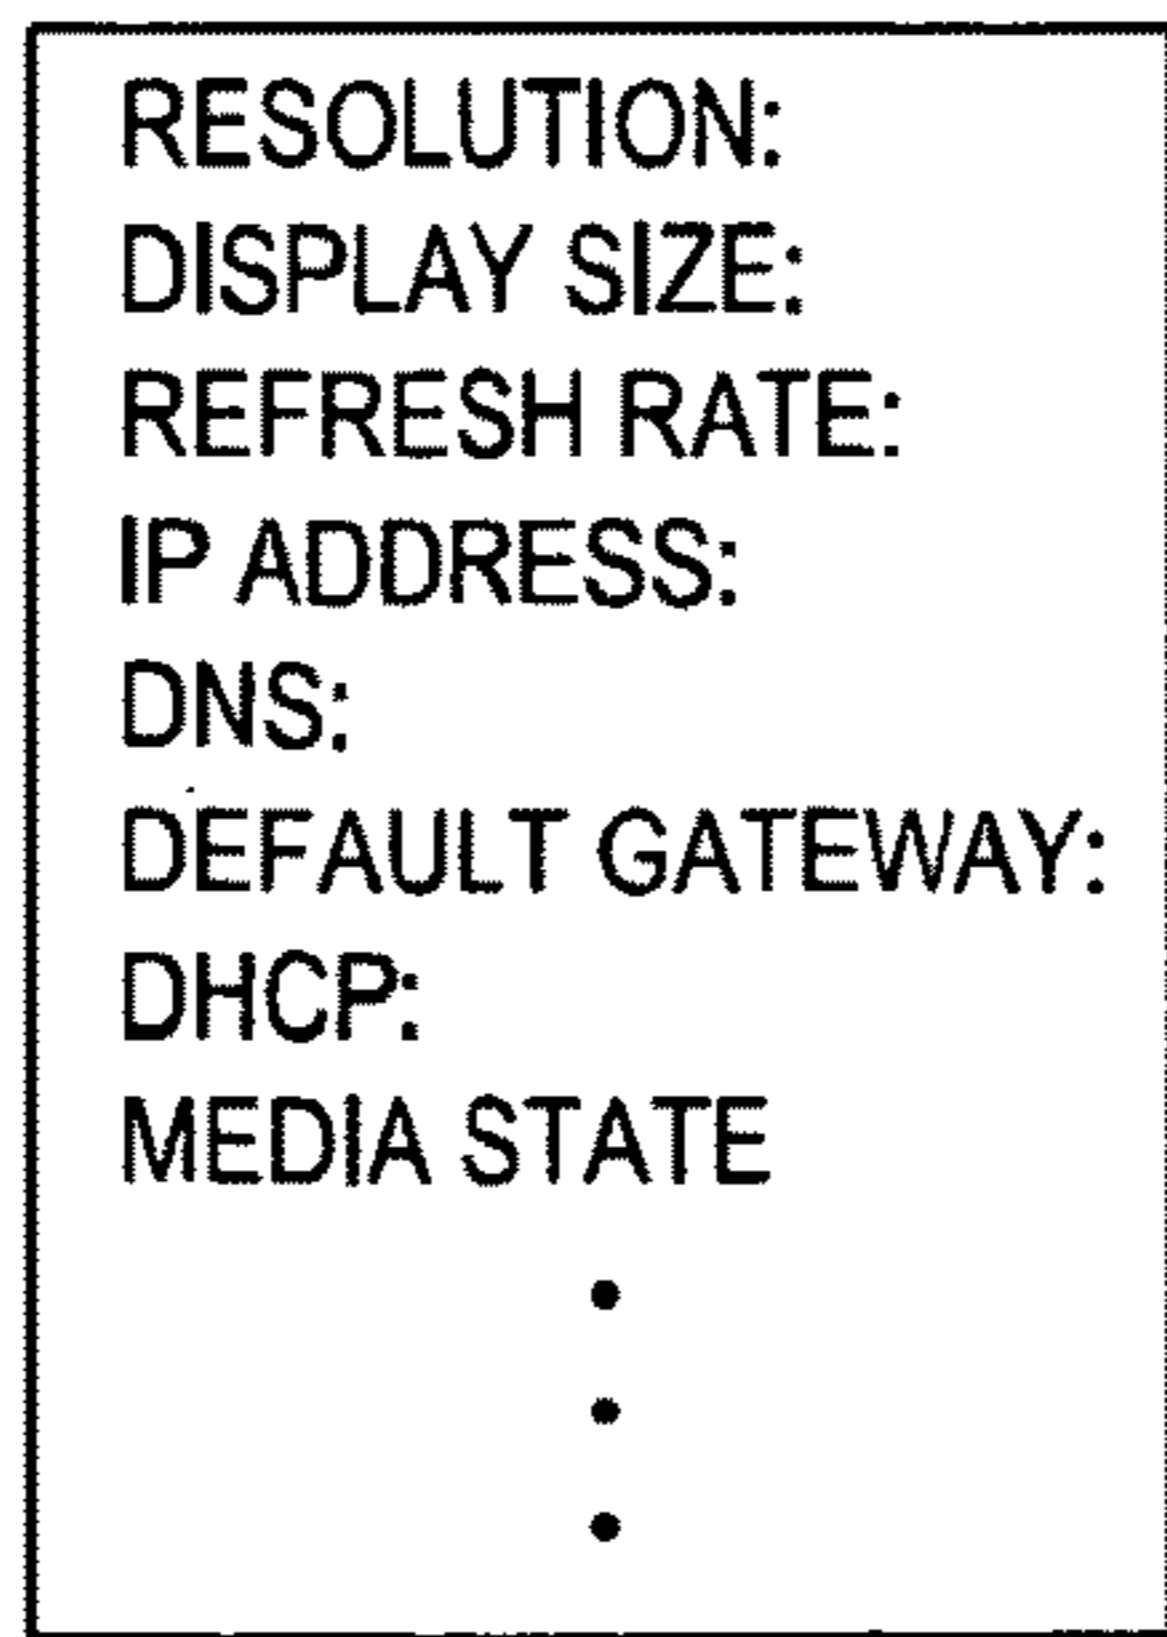 RESOLUTION:
DISPLAY SIZE:
REFRESH RATE:
IP ADDRESS:
DNS:
DEFAULT GATEWAY:
DHCP:
MEDIA STATE